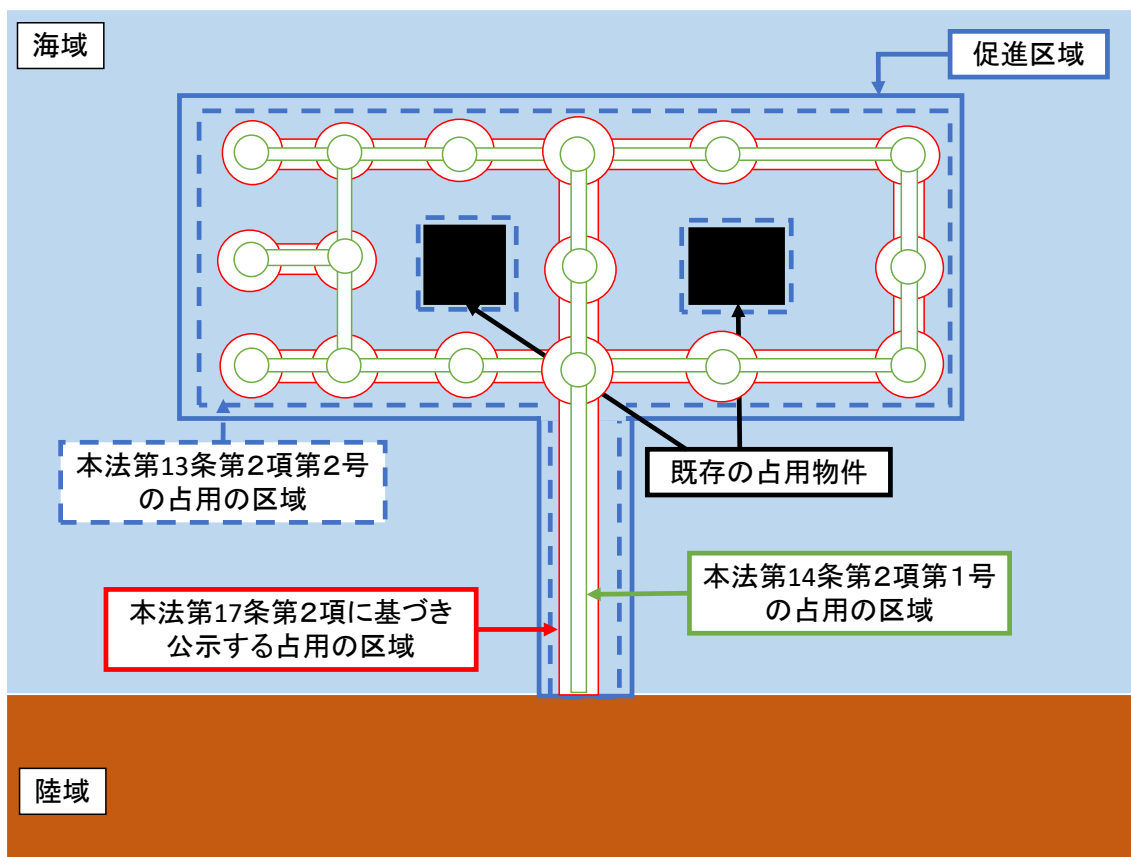 海域
促進区域
本法第13条第２項第２号
の占用の区域
既存の占用物件
本法第14条第２項第１号
の占用の区域
本法第17条第２項に基づき
公示する占用の区域
陸域